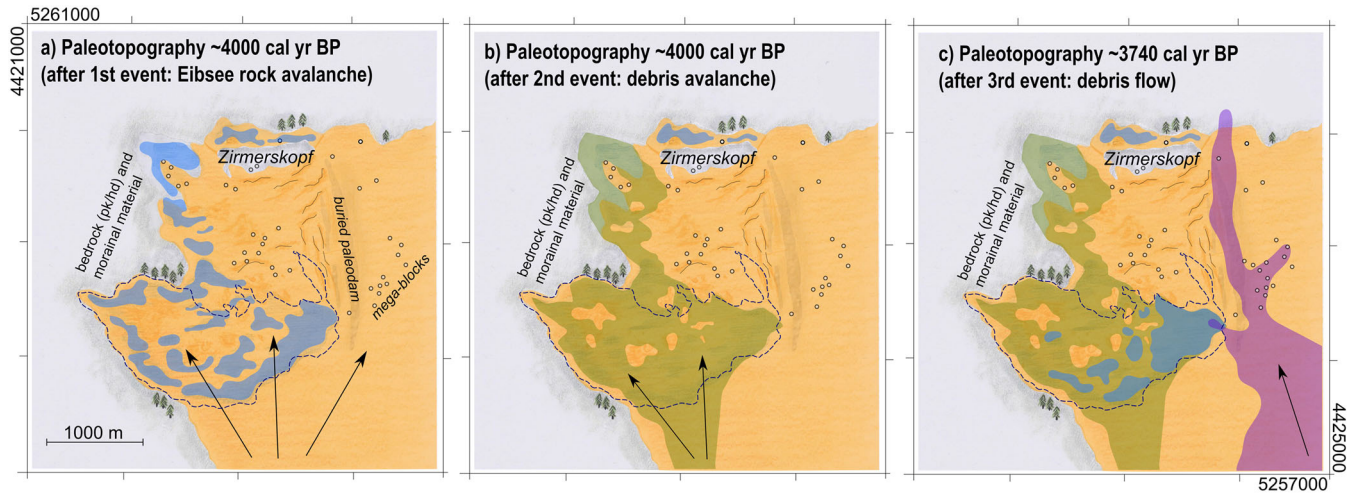 5261000
4421000
a) Paleotopography ~4000 cal yr BP
(after 1st event: Eibsee rock avalanche)
Zirmerskopf
bedrock (pk/hd) and
morainal material
buried paleodam
mega-blocks
1000 m
b) Paleotopography ~4000 cal yr BP
(after 2nd event: debris avalanche)
Zirmerskopf
bedrock (pk/hd) and
morainal material
c) Paleotopography ~3740 cal yr BP
(after 3rd event: debris flow)
Zirmerskopf
bedrock (pk/hd) and
morainal material
4425000
5257000